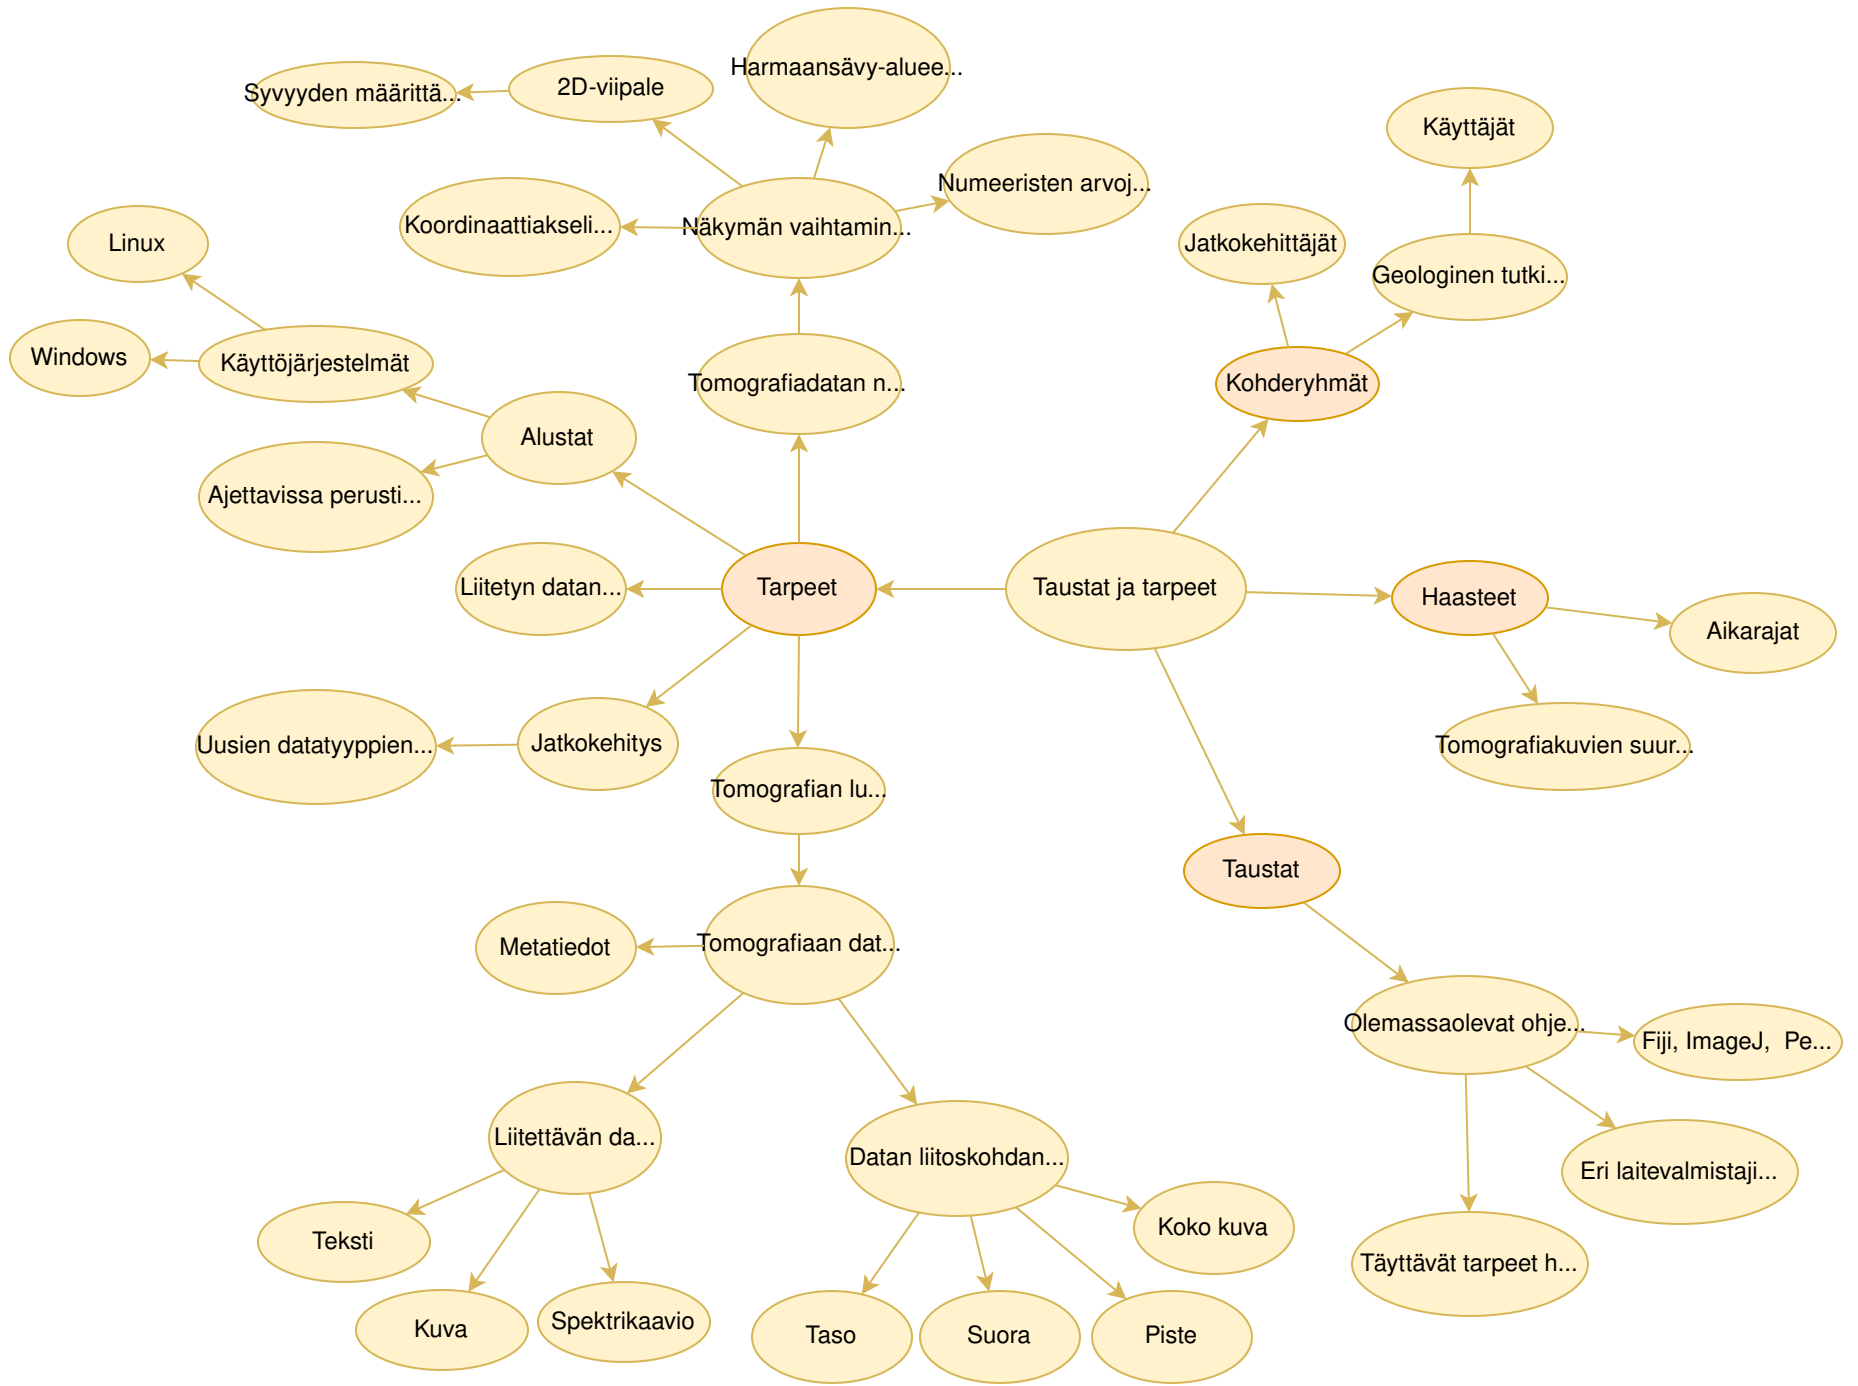 Harmaansävy-aluee...
2D-viipale
Syvyyden määrittä...
Käyttäjät
Numeeristen arvoj...
Koordinaattiakseli...
Näkymän vaihtamin...
Linux
Jatkokehittäjät
Geologinen tutki...
Windows
Käyttöjärjestelmät
Tomografiadatan n...
Kohderyhmät
Alustat
Ajettavissa perusti...
Liitetyn datan...
Tarpeet
Taustat ja tarpeet
Haasteet
Aikarajat
Uusien datatyyppien...
Jatkokehitys
Tomografiakuvien suur...
Tomografian lu...
Taustat
Metatiedot
Tomografiaan dat...
Olemassaolevat ohje...
Fiji, ImageJ,  Pe...
Liitettävän da...
Datan liitoskohdan...
Eri laitevalmistaji...
Teksti
Koko kuva
Täyttävät tarpeet h...
Kuva
Spektrikaavio
Taso
Suora
Piste